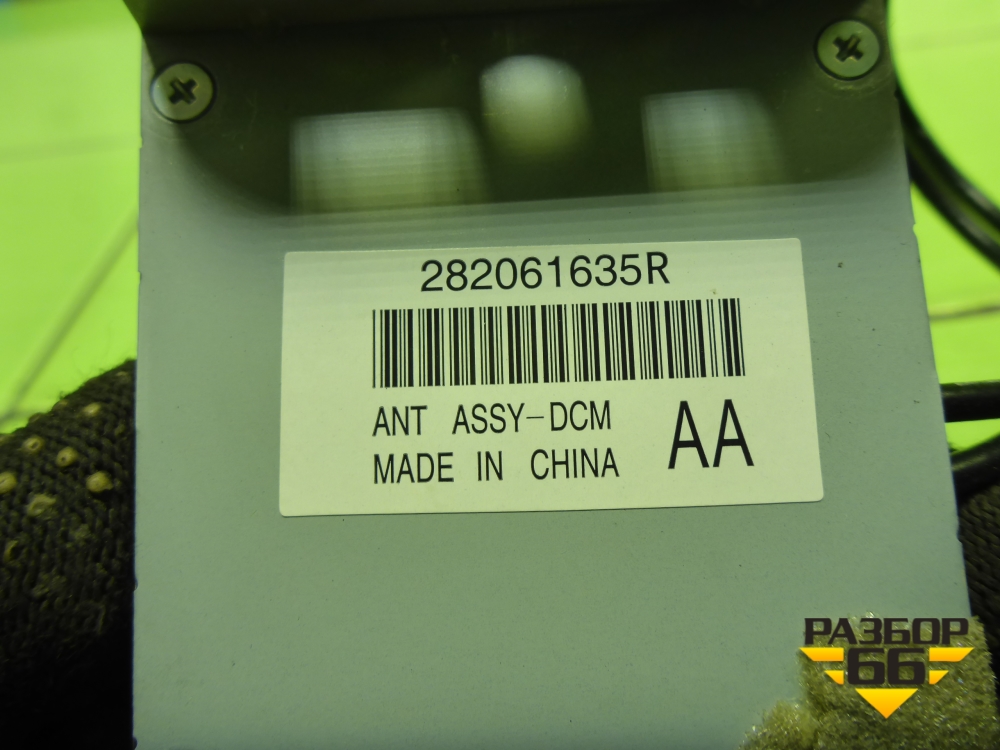 282061635R
ANT ASSY-DCM
MADE IN CHINA
AA
РАЗБОР
66